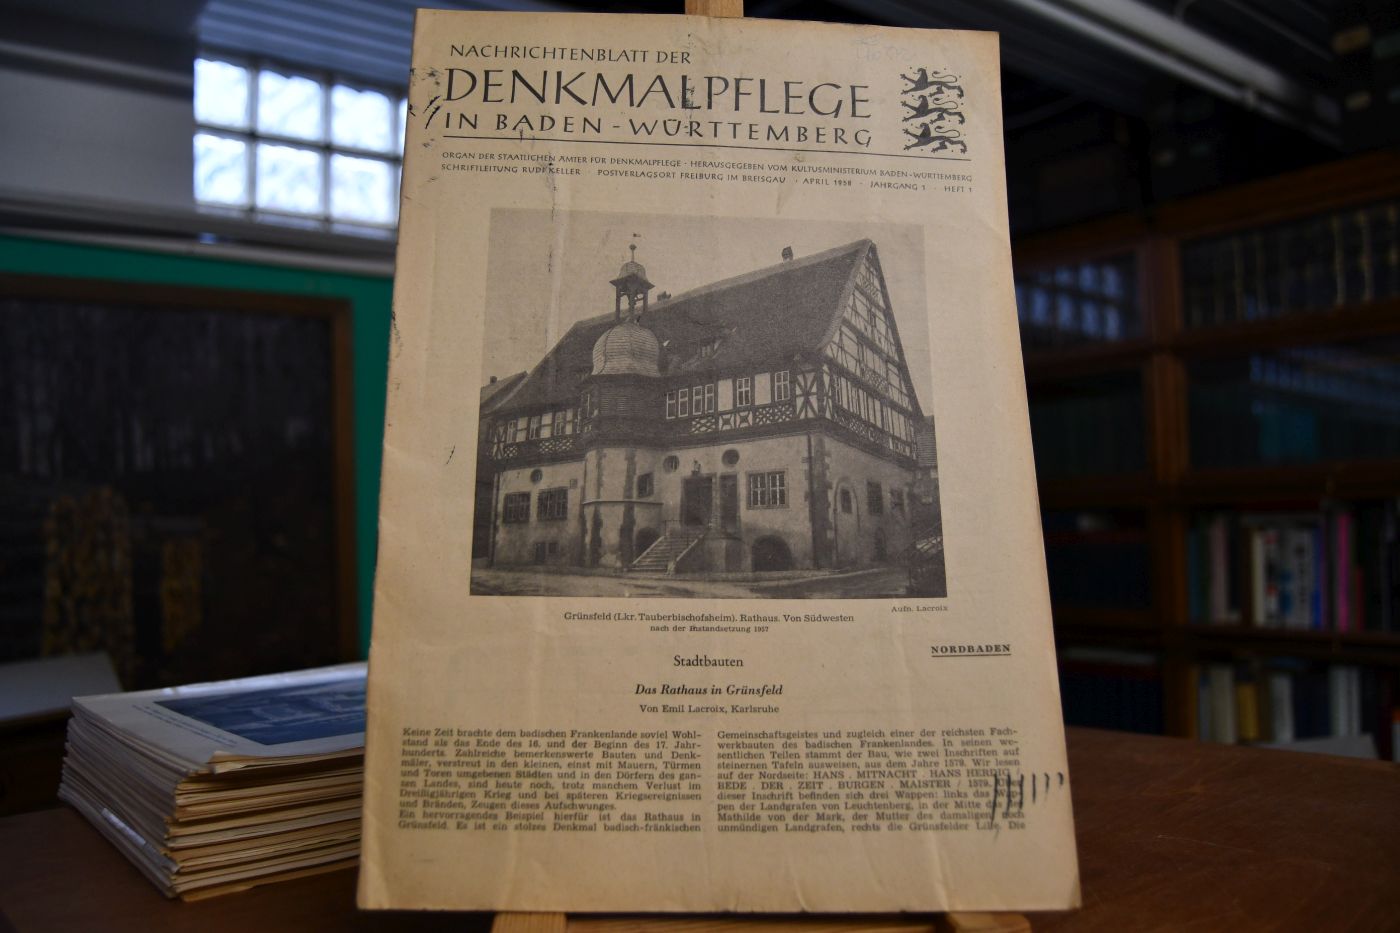 NACHRICHTENBLATT DER
DENKMALPFLEGE
IN BADEN-WÜRTTEMBERG
ORGAN DER STAATLICHEN ÄMTER FÜR DENKMALPFLEGE · HERAUSGEGEBEN VOM KULTUSMINISTERIUM BADEN-WÜRTTEMBERG
SCHRIFTLEITUNG RUDI KELLER · POSTVERLAGSORT FREIBURG IM BREISGAU · APRIL 1958 · JAHRGANG 1 · HEFT 1
Aufn. Lacroix
Grünsfeld (Lkr. Tauberbischofsheim). Rathaus. Von Südwesten
nach der Instandsetzung 1957
NORDBADEN
Stadtbauten
Das Rathaus in Grünsfeld
Von Emil Lacroix, Karlsruhe
Keine Zeit brachte dem badischen Frankenlande soviel Wohl-
stand als das Ende des 16. und der Beginn des 17. Jahr-
hunderts. Zahlreiche bemerkenswerte Bauten und Denk-
mäler, verstreut in den kleinen, einst mit Mauern, Türmen
und Toren umgebenen Städten und in den Dörfern des gan-
zen Landes, sind heute noch, trotz manchem Verlust im
Dreißigjährigen Krieg und bei späteren Kriegsereignissen
und Bränden, Zeugen dieses Aufschwunges.
Ein hervorragendes Beispiel hierfür ist das Rathaus in
Grünsfeld. Es ist ein stolzes Denkmal badisch-fränkischen
Gemeinschaftsgeistes und zugleich einer der reichsten Fach-
werkbauten des badischen Frankenlandes. In seinen we-
sentlichen Teilen stammt der Bau, wie zwei Inschriften auf
steinernen Tafeln ausweisen, aus dem Jahre 1579. Wir lesen
auf der Nordseite: HANS . MITNACHT . HANS HERDIG .
BEDE . DER . ZEIT . BURGEN . MAISTER / 1579. Über
dieser Inschrift befinden sich drei Wappen: links das Wap-
pen der Landgrafen von Leuchtenberg, in der Mitte das der
Mathilde von der Mark, der Mutter des damaligen noch
unmündigen Landgrafen, rechts die Grünsfelder Lilie. Die